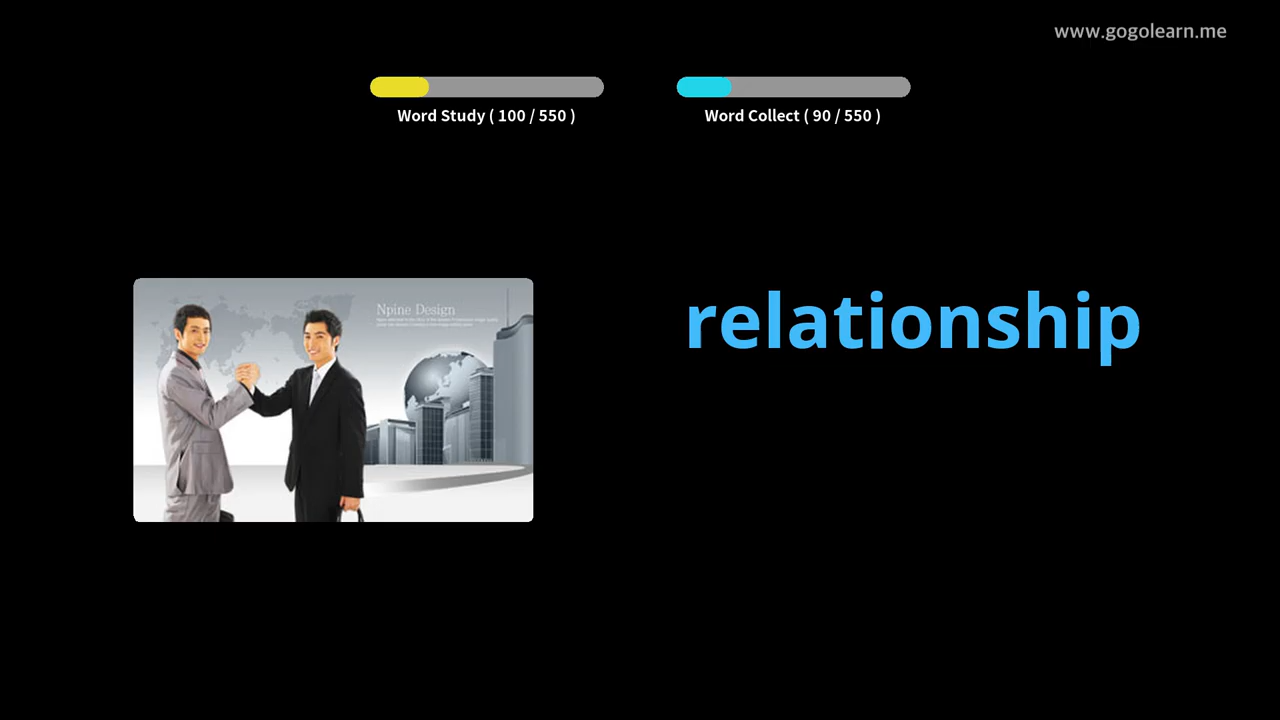 www.gogolearn.me
Word Study ( 100 / 550 )
Word Collect ( 90 / 550 )
Npine Design
relationship